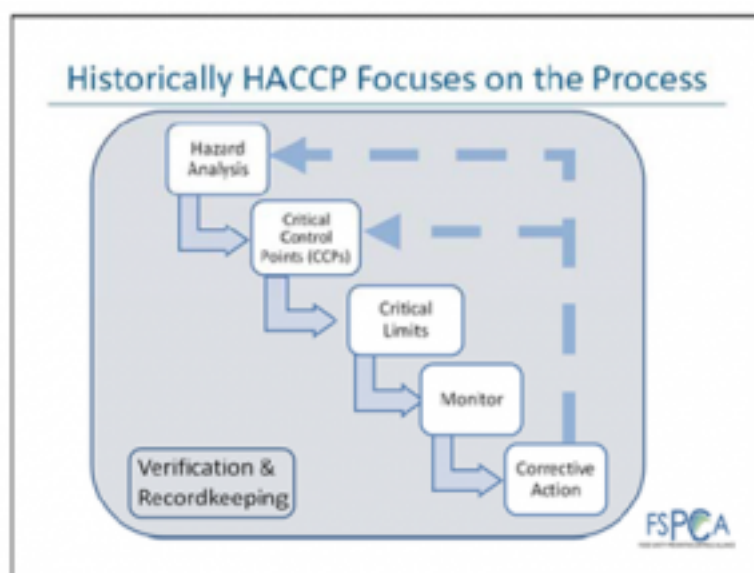 Historically HACCP Focuses on the Process
Hazard
Analysis
Critical
Control
Points (CCPs)
Critical
Limits
Monitor
Corrective
Action
Verification &
Recordkeeping
FSPCA